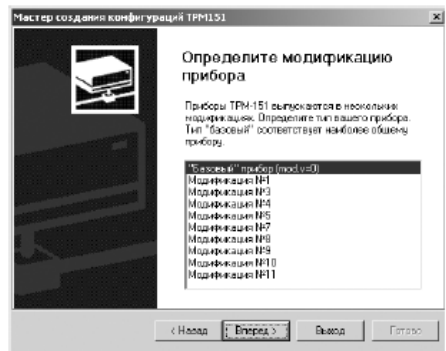 Мастер создания конфигураций ТРМ151
Определите модификацию
прибора
Приборы ТРМ-151 выпускаются в нескольких
модификациях. Определите тип вашего прибора.
Тип "базовый" соответствует наиболее общему
прибору.
"Базовый" прибор (mod.v=0)
Модификация №1
Модификация №3
Модификация №4
Модификация №5
Модификация №7
Модификация №8
Модификация №9
Модификация №10
Модификация №11
< Назад Вперед > Выход Готово